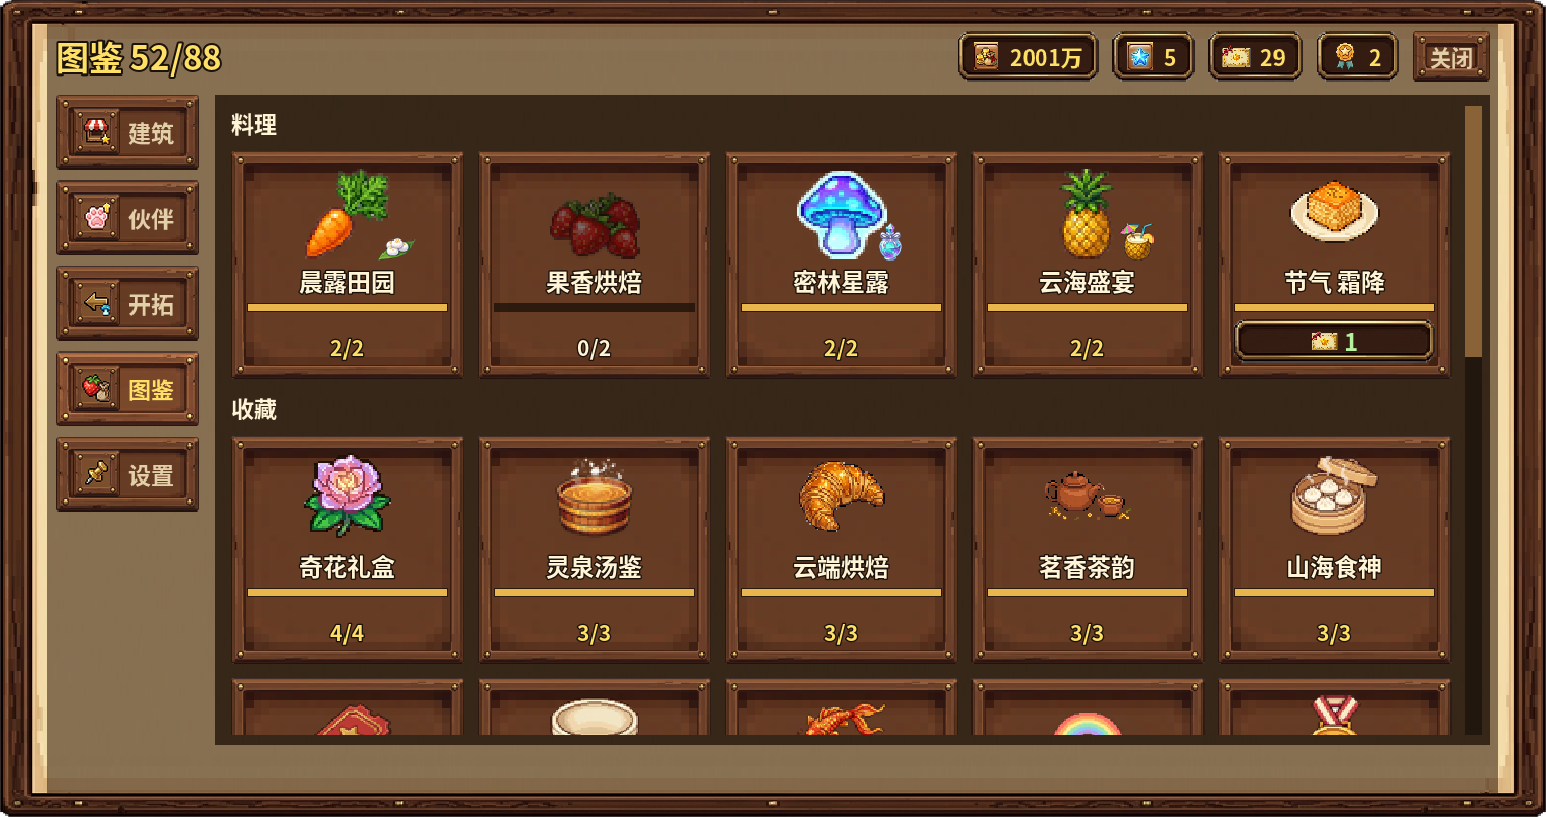 图鉴 52/88
2001万
5
29
2
关闭
建筑
伙伴
开拓
图鉴
设置
料理
晨露田园
2/2
果香烘焙
0/2
密林星露
2/2
云海盛宴
2/2
节气 霜降
1
收藏
奇花礼盒
4/4
灵泉汤鉴
3/3
云端烘焙
3/3
茗香茶韵
3/3
山海食神
3/3